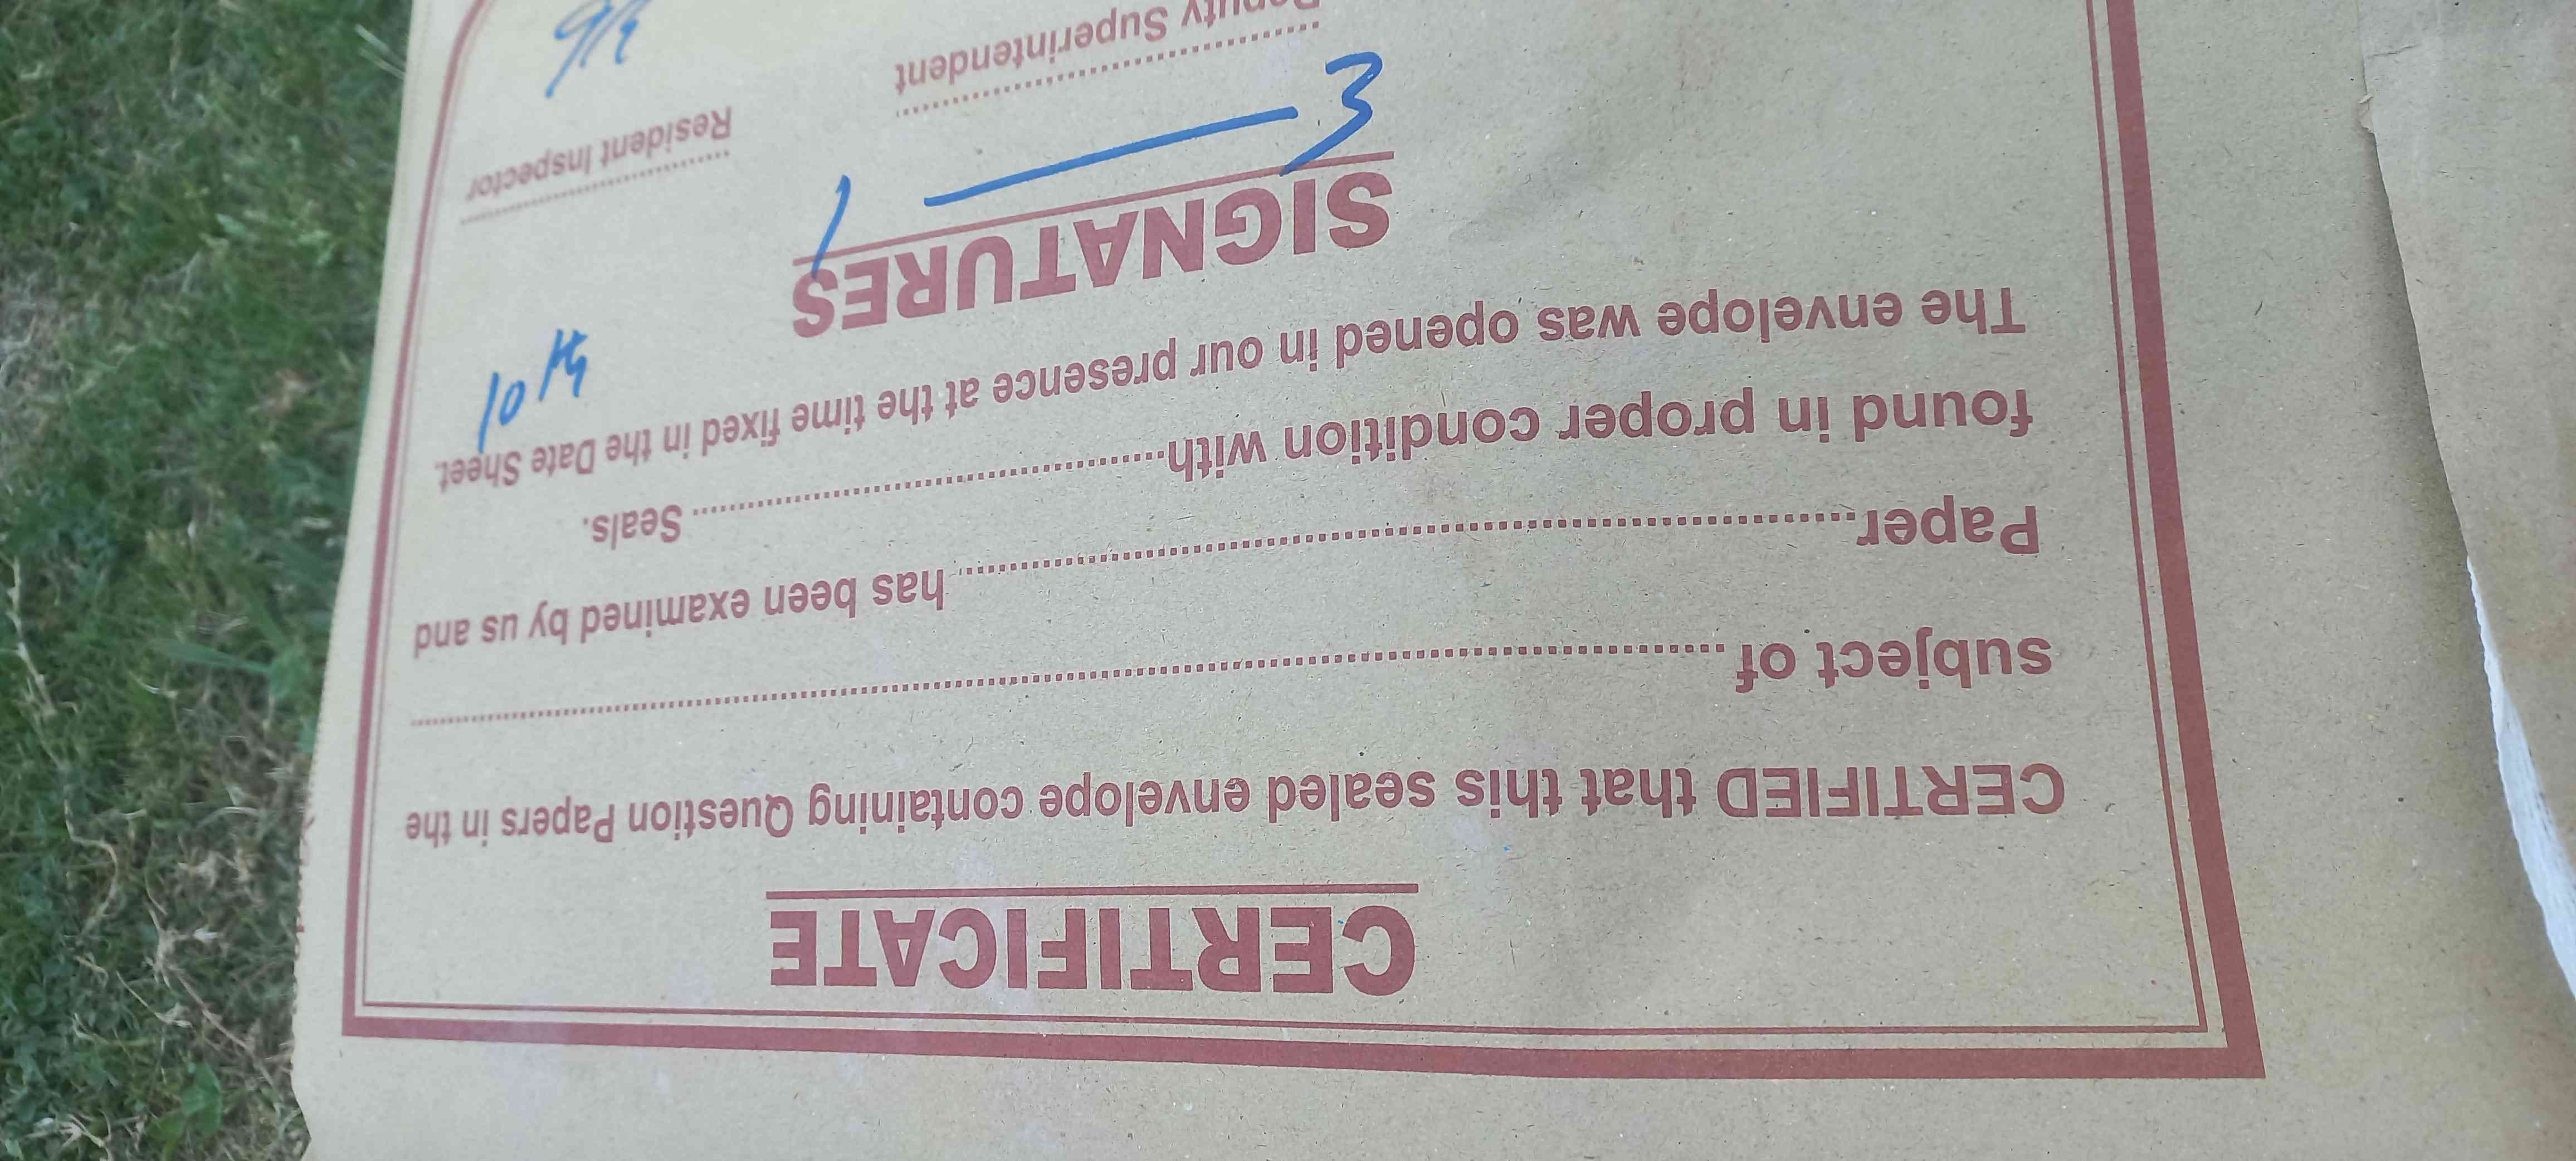 CERTIFICATE
CERTIFIED that this sealed envelope containing Question Papers in the
subject of ................................................................
Paper........................................ has been examined by us and
found in proper condition with........................................ Seals.
The envelope was opened in our presence at the time fixed in the Date Sheet.
10th
SIGNATURES
1 — 3
Resident Inspector
Deputy Superintendent